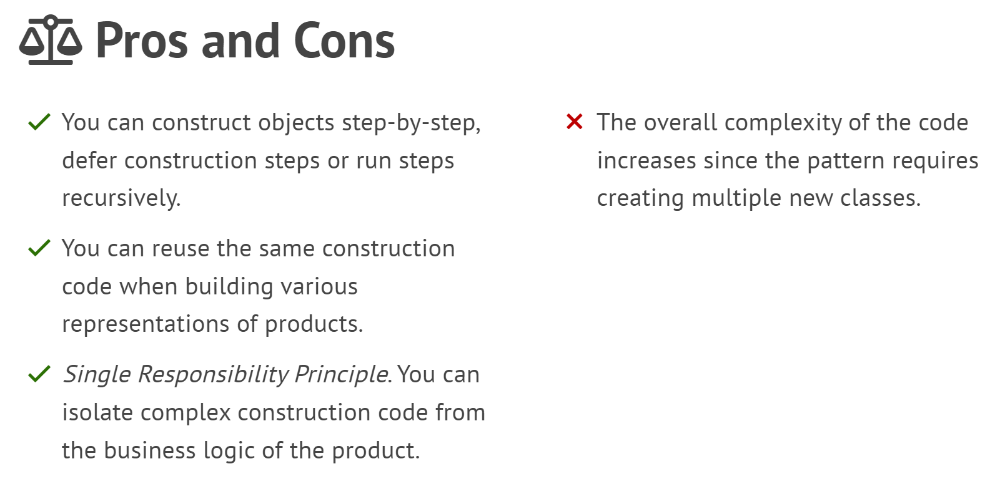 Pros and Cons
You can construct objects step-by-step,
defer construction steps or run steps
recursively.
You can reuse the same construction
code when building various
representations of products.
Single Responsibility Principle. You can
isolate complex construction code from
the business logic of the product.
The overall complexity of the code
increases since the pattern requires
creating multiple new classes.